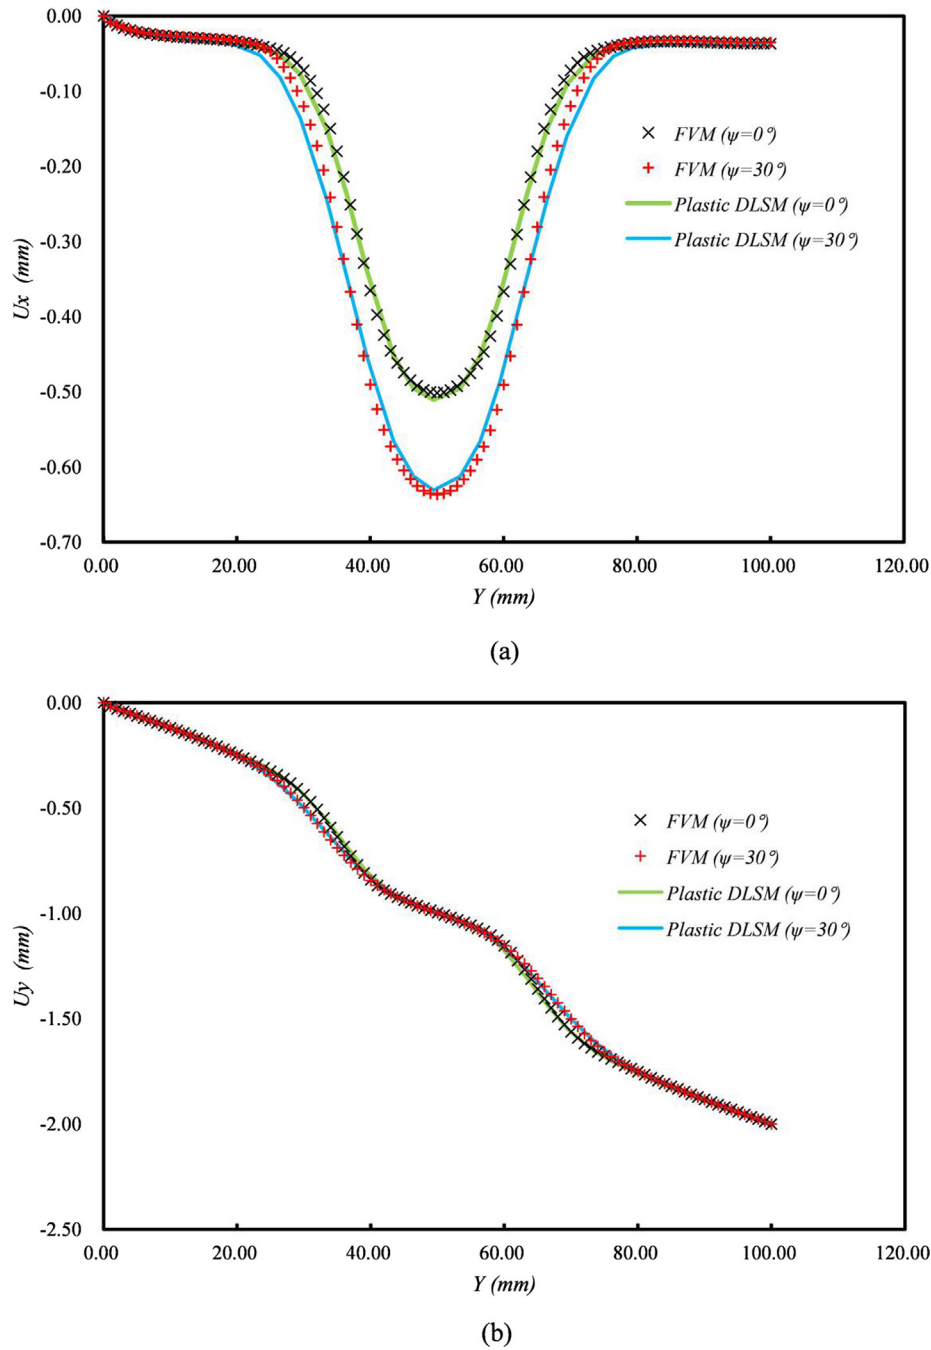 0.00
-0.10
-0.20
-0.30
-0.40
-0.50
-0.60
-0.70
Ux (mm)
FVM (ψ=0°)
FVM (ψ=30°)
Plastic DLSM (ψ=0°)
Plastic DLSM (ψ=30°)
0.00 20.00 40.00 60.00 80.00 100.00 120.00
Y (mm)
(a)
0.00
-0.50
-1.00
-1.50
-2.00
-2.50
Uy (mm)
FVM (ψ=0°)
FVM (ψ=30°)
Plastic DLSM (ψ=0°)
Plastic DLSM (ψ=30°)
0.00 20.00 40.00 60.00 80.00 100.00 120.00
Y (mm)
(b)